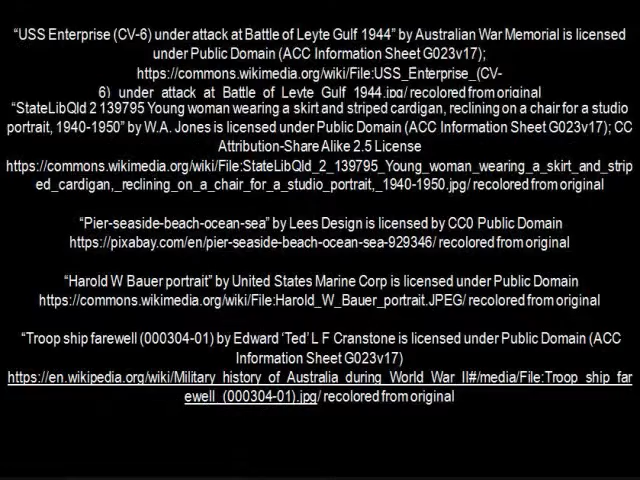 “USS Enterprise (CV-6) under attack at Battle of Leyte Gulf 1944” by Australian War Memorial is licensed
under Public Domain (ACC Information Sheet G023v17);
https://commons.wikimedia.org/wiki/File:USS_Enterprise_(CV-
6)_under_attack_at_Battle_of_Leyte_Gulf_1944.jpg/ recolored from original
“StateLibQld 2 139795 Young woman wearing a skirt and striped cardigan, reclining on a chair for a studio
portrait, 1940-1950” by W.A. Jones is licensed under Public Domain (ACC Information Sheet G023v17); CC
Attribution-Share Alike 2.5 License
https://commons.wikimedia.org/wiki/File:StateLibQld_2_139795_Young_woman_wearing_a_skirt_and_strip
ed_cardigan,_reclining_on_a_chair_for_a_studio_portrait,_1940-1950.jpg/ recolored from original
“Pier-seaside-beach-ocean-sea” by Lees Design is licensed by CC0 Public Domain
https://pixabay.com/en/pier-seaside-beach-ocean-sea-929346/ recolored from original
“Harold W Bauer portrait” by United States Marine Corp is licensed under Public Domain
https://commons.wikimedia.org/wiki/File:Harold_W_Bauer_portrait.JPEG/ recolored from original
“Troop ship farewell (000304-01) by Edward ‘Ted’ L F Cranstone is licensed under Public Domain (ACC
Information Sheet G023v17)
https://en.wikipedia.org/wiki/Military_history_of_Australia_during_World_War_II#/media/File:Troop_ship_far
ewell_(000304-01).jpg/ recolored from original